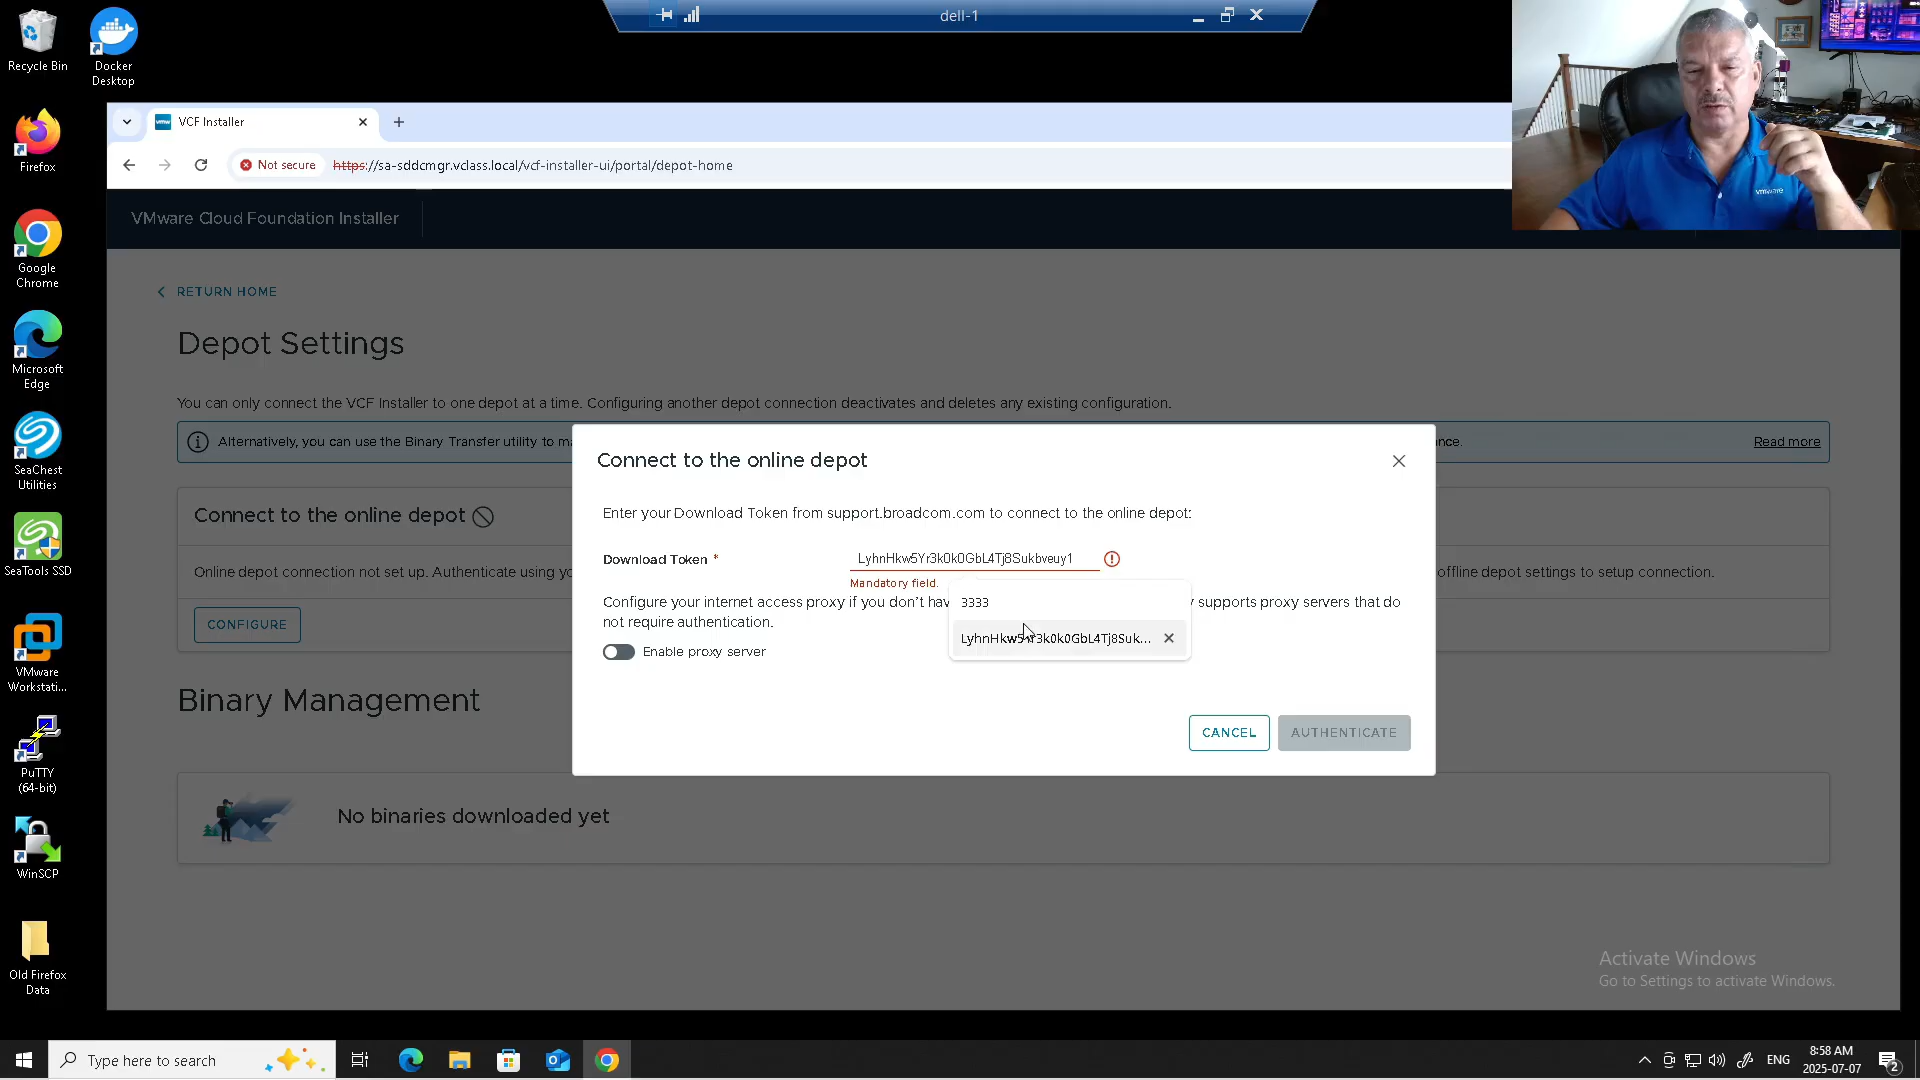 dell-1
Recycle Bin
Docker
Desktop
Firefox
Google
Chrome
Microsoft
Edge
SeaChest
Utilities
SeaTools SSD
VMware
Workstati...
PuTTY
(64-bit)
WinSCP
Old Firefox
Data
vmw
VCF Installer
Not secure
https://sa-sddcmgr.vclass.local/vcf-installer-ui/portal/depot-home
vmware
VMware Cloud Foundation Installer
RETURN HOME
Depot Settings
You can only connect the VCF Installer to one depot at a time. Configuring another depot connection deactivates and deletes any existing configuration.
Alternatively, you can use the Binary Transfer utility to ma
nce.
Read more
Connect to the online depot
Online depot connection not set up. Authenticate using yo
CONFIGURE
offline depot settings to setup connection.
Connect to the online depot
Enter your Download Token from support.broadcom.com to connect to the online depot:
Download Token *
LyhnHkw5Yr3k0k0GbL4Tj8Sukbveuy1
Mandatory field.
3333
LyhnHkw5Yr3k0k0GbL4Tj8Suk...
Configure your internet access proxy if you don't hav
y supports proxy servers that do
not require authentication.
Enable proxy server
CANCEL
AUTHENTICATE
Binary Management
No binaries downloaded yet
Activate Windows
Go to Settings to activate Windows.
Type here to search
ENG
8:58 AM
2025-07-07
2